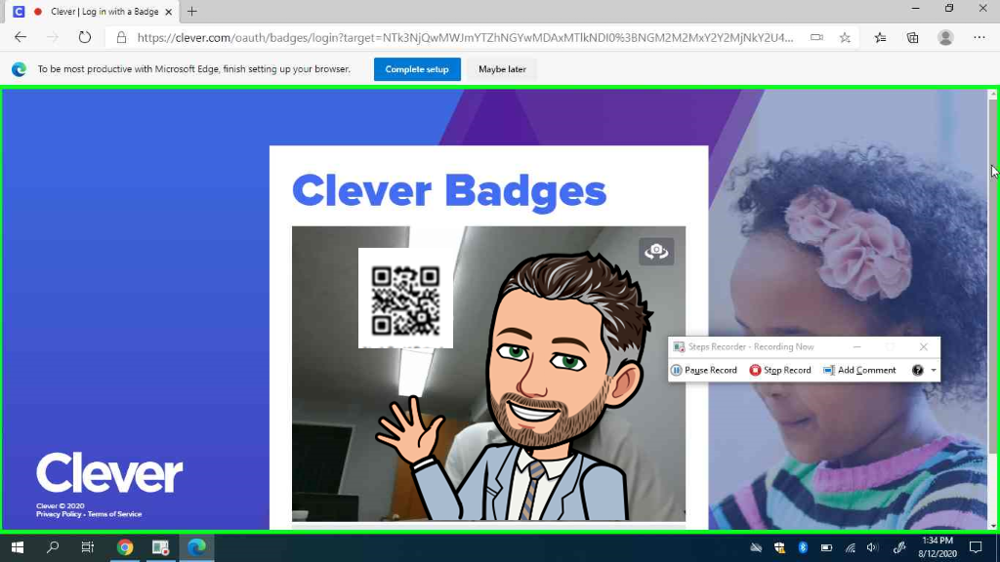 Clever | Log in with a Badge
https://clever.com/oauth/badges/login?target=NTk3NjQwMWJmYTZhNGYwMDAxMTlkNDI0%3BNGM2M2MxY2Y2MjNkY2U4...
To be most productive with Microsoft Edge, finish setting up your browser.
Complete setup
Maybe later
Clever Badges
Steps Recorder - Recording Now
Pause Record
Stop Record
Add Comment
Clever
Clever © 2020
Privacy Policy • Terms of Service
1:34 PM
8/12/2020